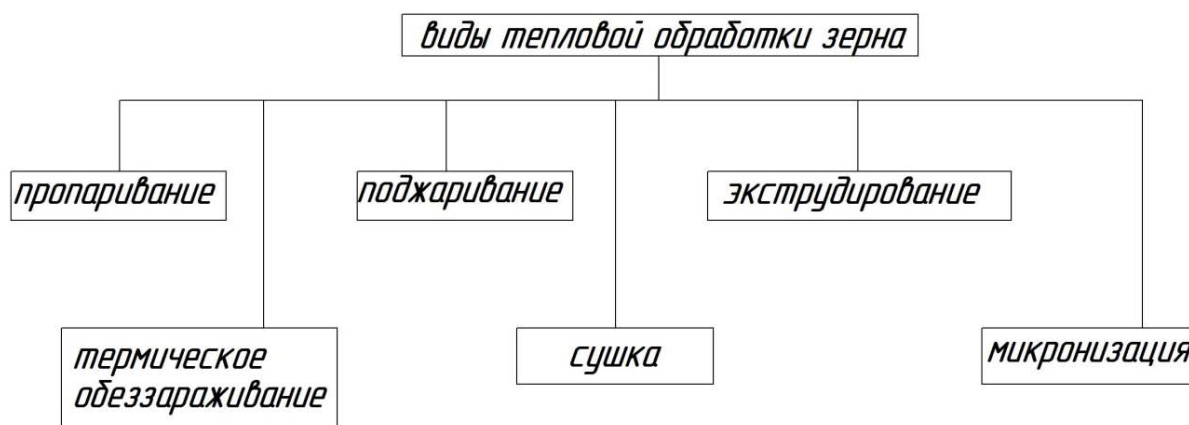 виды тепловой обработки зерна
пропаривание
поджаривание
экструдирование
термическое
обеззараживание
сушка
микронизация